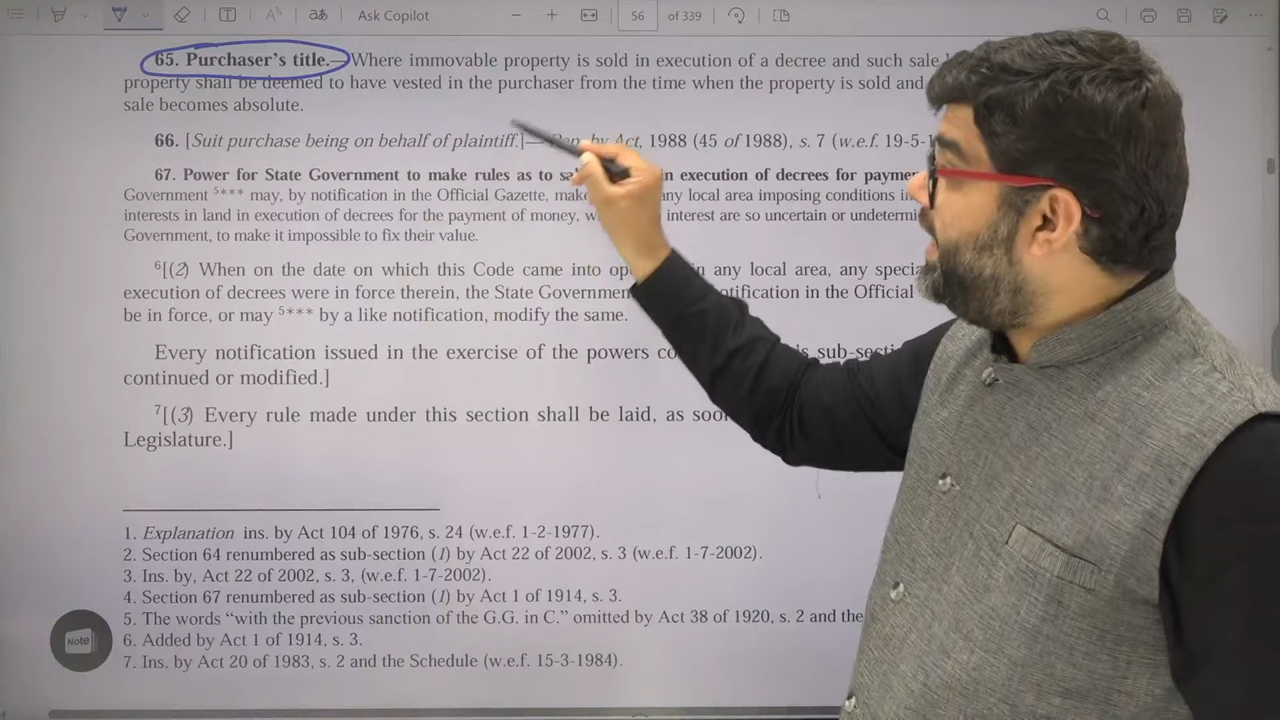 Ask Copilot
56 of 339
65. Purchaser's title.—Where immovable property is sold in execution of a decree and such sale
property shall be deemed to have vested in the purchaser from the time when the property is sold and
sale becomes absolute.
66. [Suit purchase being on behalf of plaintiff.]— Rep. by Act, 1988 (45 of 1988), s. 7 (w.e.f. 19-5-
67. Power for State Government to make rules as to in execution of decrees for
Government 5*** may, by notification in the Official Gazette, make any local area imposing conditions
interests in land in execution of decrees for the payment of money, interest are so uncertain or
Government, to make it impossible to fix their value.
6[(2) When on the date on which this Code came into in any local area, any
execution of decrees were in force therein, the State notification in the Official
be in force, or may 5*** by a like notification, modify the same.
Every notification issued in the exercise of the powers
continued or modified.]
7[(3) Every rule made under this section shall be laid, as
Legislature.]
1. Explanation ins. by Act 104 of 1976, s. 24 (w.e.f. 1-2-1977).
2. Section 64 renumbered as sub-section (1) by Act 22 of 2002, s. 3 (w.e.f. 1-7-2002).
3. Ins. by, Act 22 of 2002, s. 3, (w.e.f. 1-7-2002).
4. Section 67 renumbered as sub-section (1) by Act 1 of 1914, s. 3.
5. The words “with the previous sanction of the G.G. in C.” omitted by Act 38 of 1920, s. 2 and the
6. Added by Act 1 of 1914, s. 3.
7. Ins. by Act 20 of 1983, s. 2 and the Schedule (w.e.f. 15-3-1984).
Note